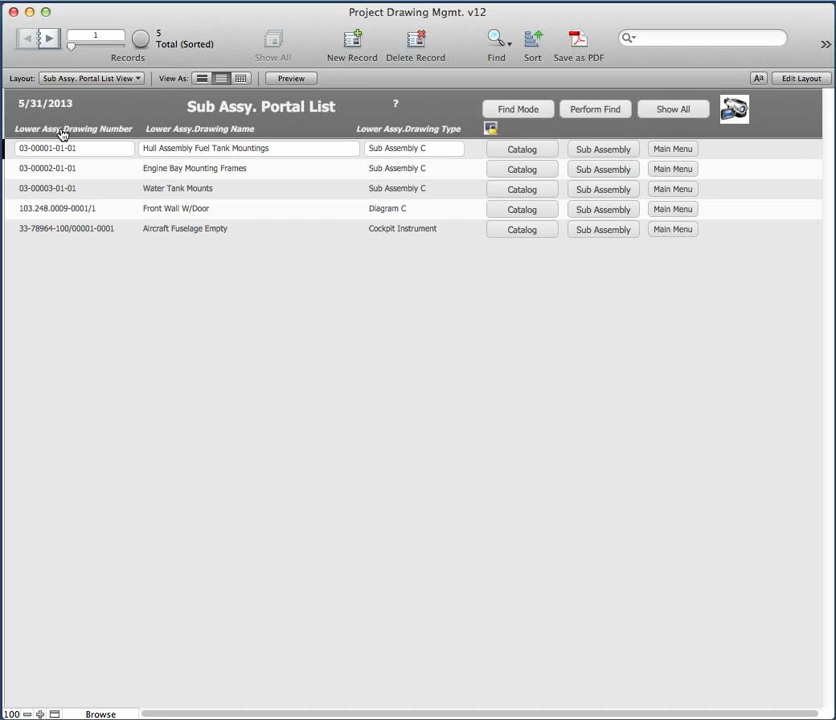 Project Drawing Mgmt. v12
1
5
Total (Sorted)
Records
Show All
New Record
Delete Record
Find
Sort
Save as PDF
Layout:
Sub Assy. Portal List View
View As:
Preview
Aa
Edit Layout
5/31/2013
Sub Assy. Portal List
?
Find Mode
Perform Find
Show All
Lower Assy.Drawing Number
Lower Assy.Drawing Name
Lower Assy.Drawing Type
03-00001-01-01 Hull Assembly Fuel Tank Mountings Sub Assembly C Catalog Sub Assembly Main Menu
03-00002-01-01 Engine Bay Mounting Frames Sub Assembly C Catalog Sub Assembly Main Menu
03-00003-01-01 Water Tank Mounts Sub Assembly C Catalog Sub Assembly Main Menu
103.248.0009-0001/1 Front Wall W/Door Diagram C Catalog Sub Assembly Main Menu
33-78964-100/00001-0001 Aircraft Fuselage Empty Cockpit Instrument Catalog Sub Assembly Main Menu
100
Browse